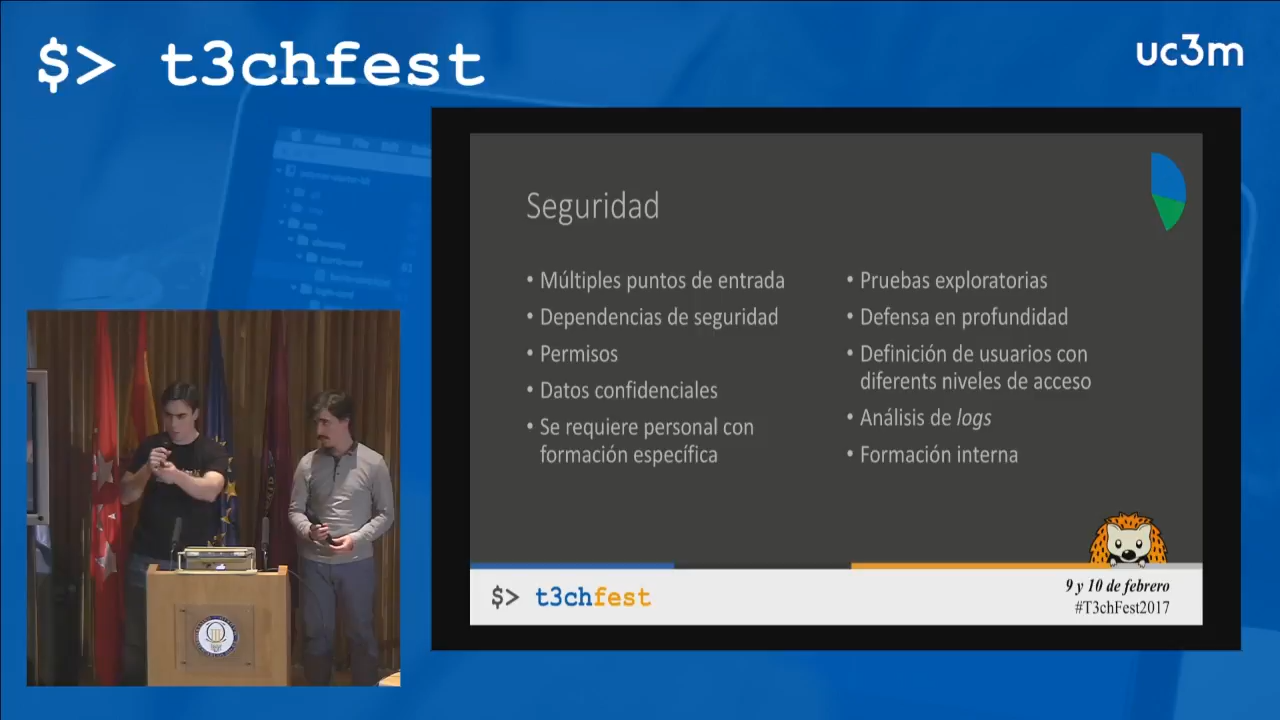 $> t3chfest
uc3m
Seguridad
• Múltiples puntos de entrada
• Dependencias de seguridad
• Permisos
• Datos confidenciales
• Se requiere personal con
formación específica
• Pruebas exploratorias
• Defensa en profundidad
• Definición de usuarios con
diferents niveles de acceso
• Análisis de logs
• Formación interna
$> t3chfest
9 y 10 de febrero
#T3chFest2017